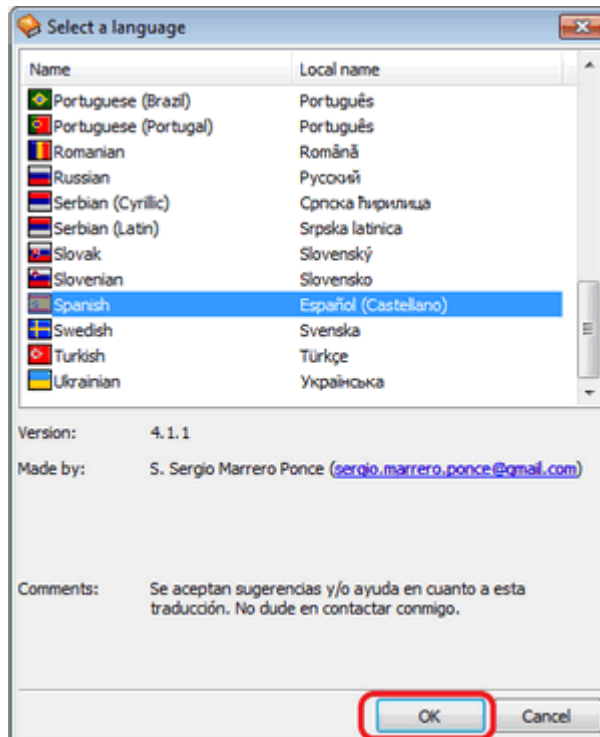 Select a language
Name Local name
Portuguese (Brazil) Português
Portuguese (Portugal) Português
Romanian Română
Russian Русский
Serbian (Cyrillic) Српска ћирилица
Serbian (Latin) Srpska latinica
Slovak Slovenský
Slovenian Slovensko
Spanish Español (Castellano)
Swedish Svenska
Turkish Türkçe
Ukrainian Українська
Version: 4.1.1
Made by: S. Sergio Marrero Ponce (sergio.marrero.ponce@gmail.com)
Comments: Se aceptan sugerencias y/o ayuda en cuanto a esta
traducción. No dude en contactar conmigo.
OK Cancel